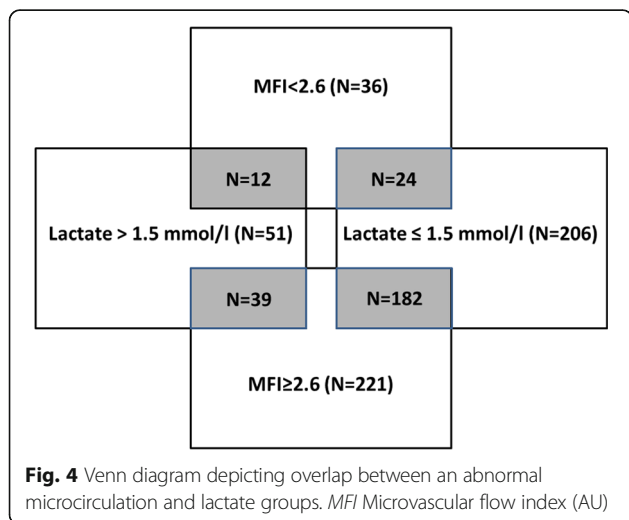 MFI<2.6 (N=36)
N=12
N=24
Lactate > 1.5 mmol/l (N=51)
Lactate ≤ 1.5 mmol/l (N=206)
N=39
N=182
MFI≥2.6 (N=221)
Fig. 4 Venn diagram depicting overlap between an abnormal
microcirculation and lactate groups. MFI Microvascular flow index (AU)